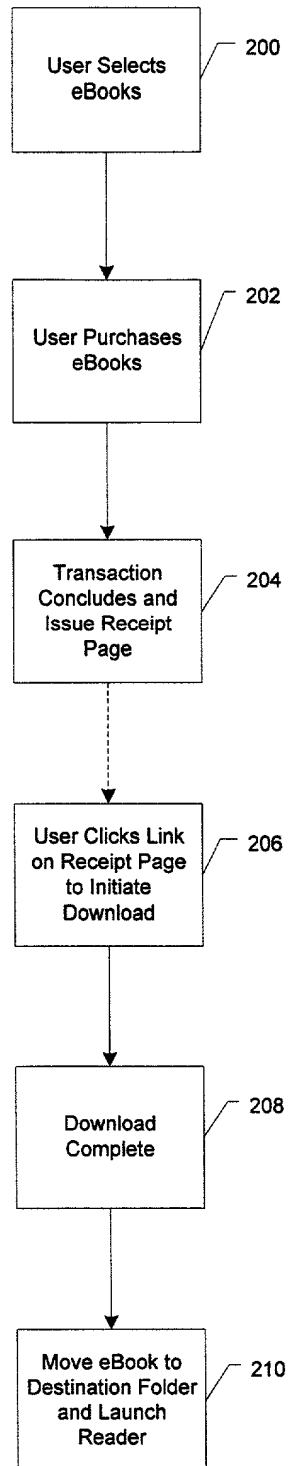 User Selects
eBooks
200
User Purchases
eBooks
202
Transaction
Concludes and
Issue Receipt
Page
204
User Clicks Link
on Receipt Page
to Initiate
Download
206
Download
Complete
208
Move eBook to
Destination Folder
and Launch
Reader
210